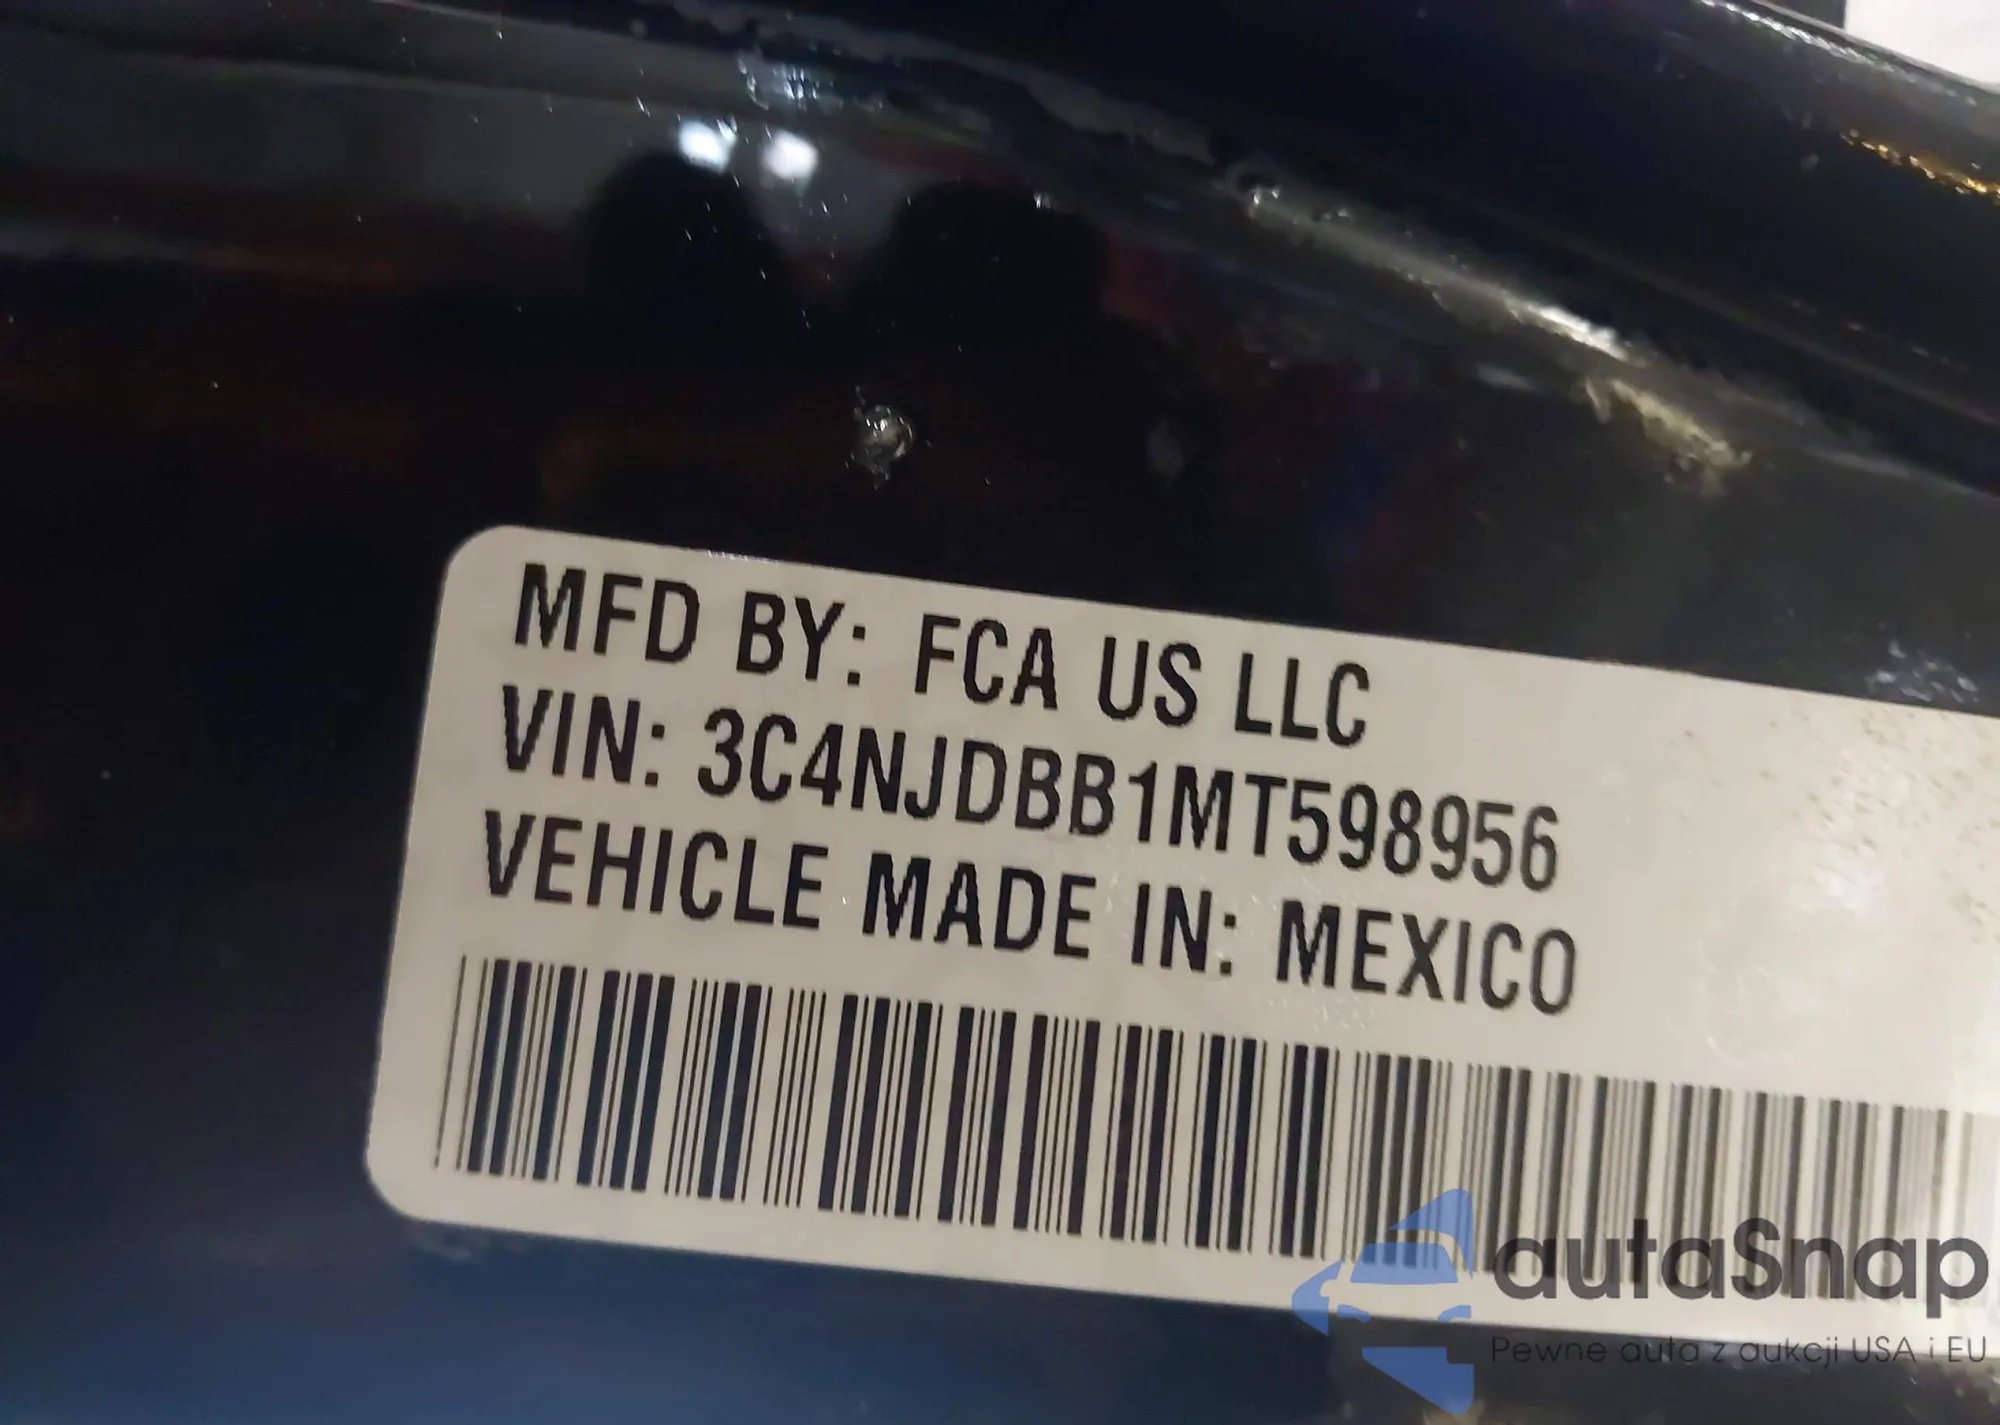 MFD BY: FCA US LLC
VIN: 3C4NJDBB1MT598956
VEHICLE MADE IN: MEXICO
autaSnap
Pewne auta z aukcji USA i EU